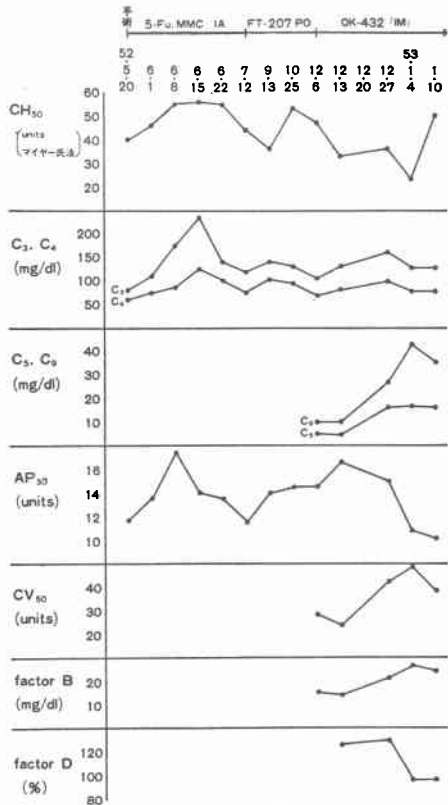 手術 5-Fu, MMC IA FT-207 PO OK-432 (IM)
52 53
5 6 6 6 6 7 9 10 12 12 12 12 1 1
20 1 8 15 22 12 13 25 6 13 20 27 4 10
CH50
(units
マイヤー氏法)
60
50
40
30
20
C3, C4
(mg/dl)
200
150
100
50
C3
C4
C5, C9
(mg/dl)
40
30
20
10
C9
C5
AP50
(units)
16
14
12
10
CV50
(units)
40
30
20
factor B
(mg/dl)
20
10
factor D
(%)
120
100
80